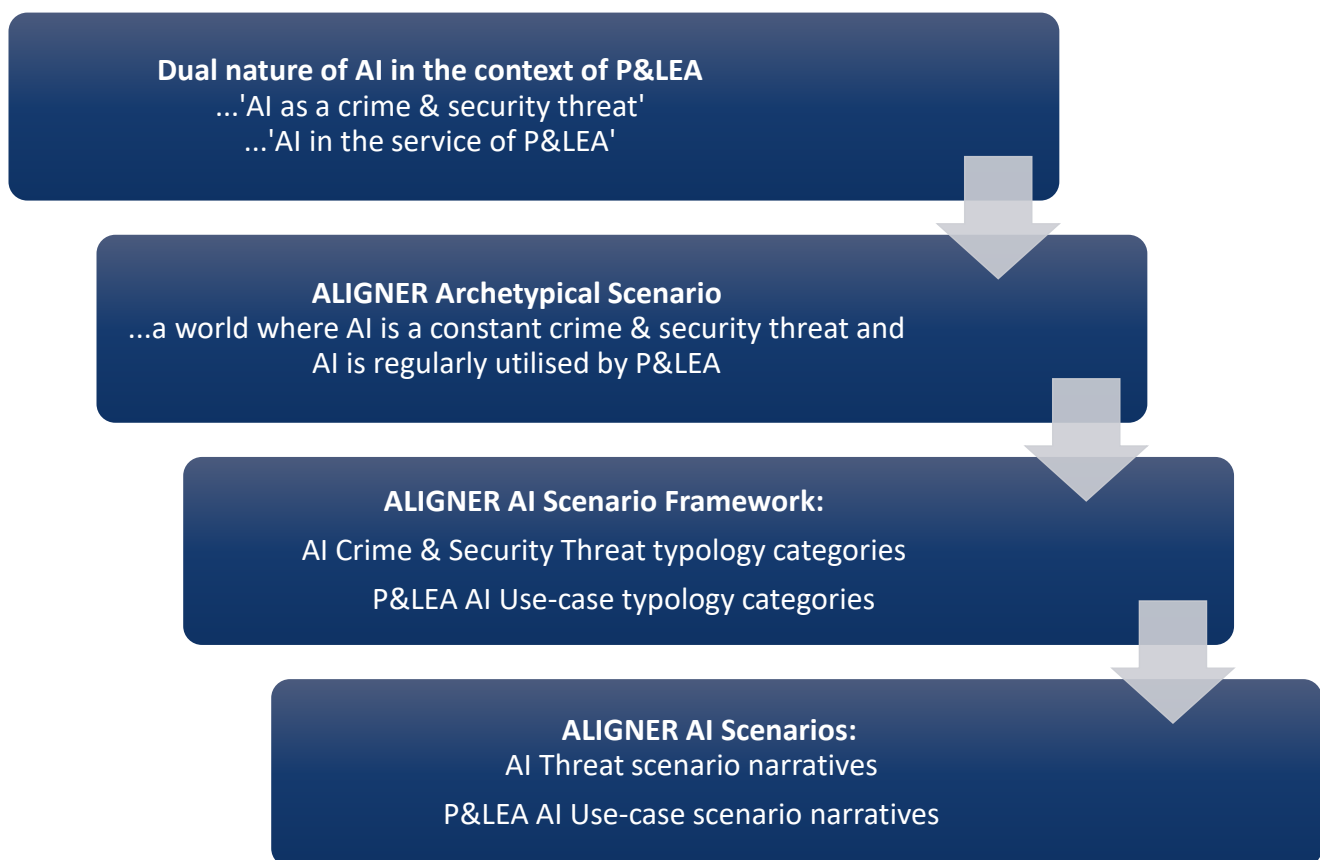 Dual nature of AI in the context of P&LEA
...'AI as a crime & security threat'
...'AI in the service of P&LEA'
ALIGNER Archetypical Scenario
...a world where AI is a constant crime & security threat and
AI is regularly utilised by P&LEA
ALIGNER AI Scenario Framework:
AI Crime & Security Threat typology categories
P&LEA AI Use-case typology categories
ALIGNER AI Scenarios:
AI Threat scenario narratives
P&LEA AI Use-case scenario narratives